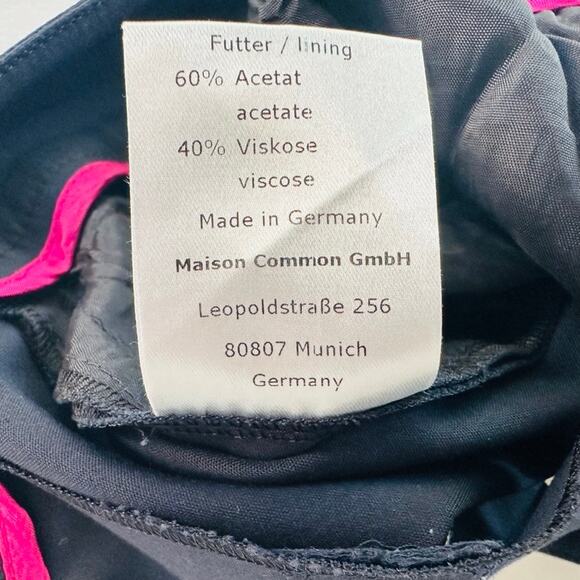 Futter / lining
60% Acetat
acetate
40% Viskose
viscose
Made in Germany
Maison Common GmbH
Leopoldstraße 256
80807 Munich
Germany